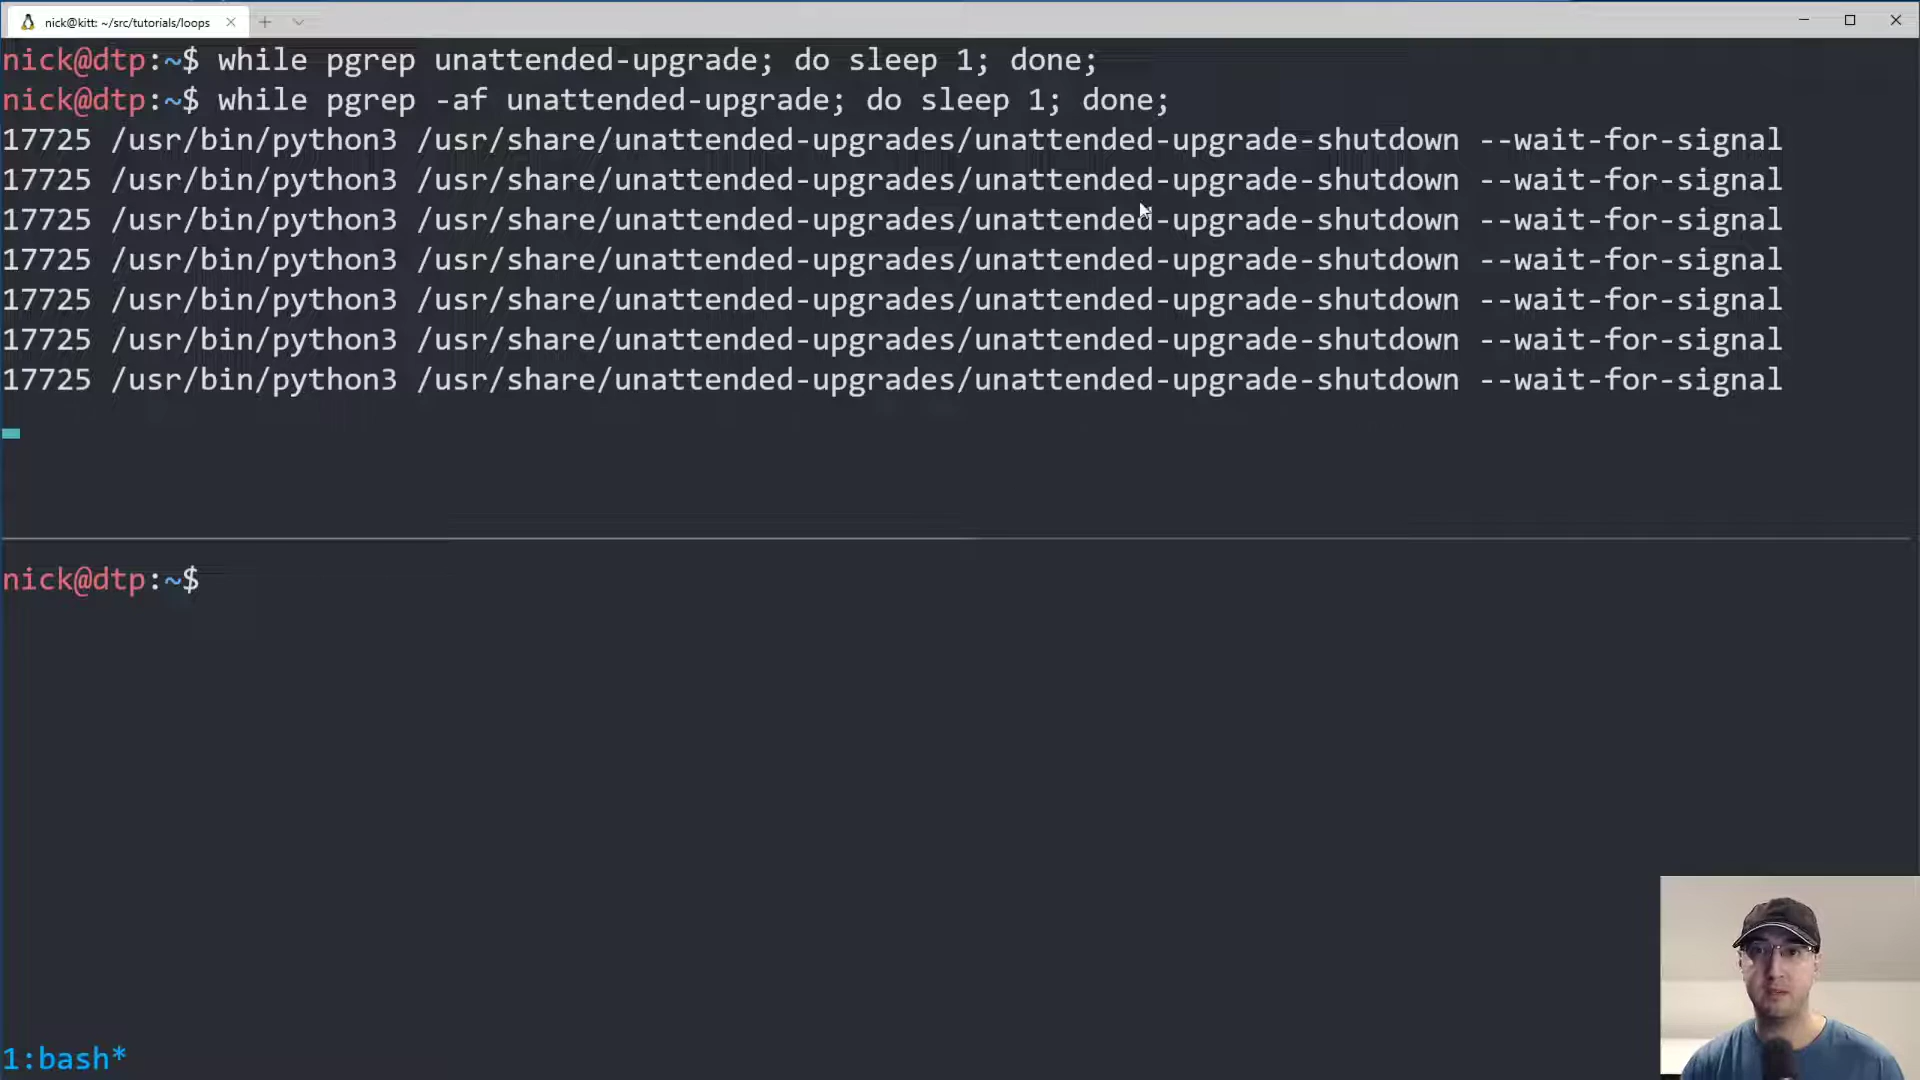 nick@kitt: ~/src/tutorials/loops
nick@dtp:~$ while pgrep unattended-upgrade; do sleep 1; done;
nick@dtp:~$ while pgrep -af unattended-upgrade; do sleep 1; done;
17725 /usr/bin/python3 /usr/share/unattended-upgrades/unattended-upgrade-shutdown --wait-for-signal
17725 /usr/bin/python3 /usr/share/unattended-upgrades/unattended-upgrade-shutdown --wait-for-signal
17725 /usr/bin/python3 /usr/share/unattended-upgrades/unattended-upgrade-shutdown --wait-for-signal
17725 /usr/bin/python3 /usr/share/unattended-upgrades/unattended-upgrade-shutdown --wait-for-signal
17725 /usr/bin/python3 /usr/share/unattended-upgrades/unattended-upgrade-shutdown --wait-for-signal
17725 /usr/bin/python3 /usr/share/unattended-upgrades/unattended-upgrade-shutdown --wait-for-signal
17725 /usr/bin/python3 /usr/share/unattended-upgrades/unattended-upgrade-shutdown --wait-for-signal
nick@dtp:~$
1:bash*